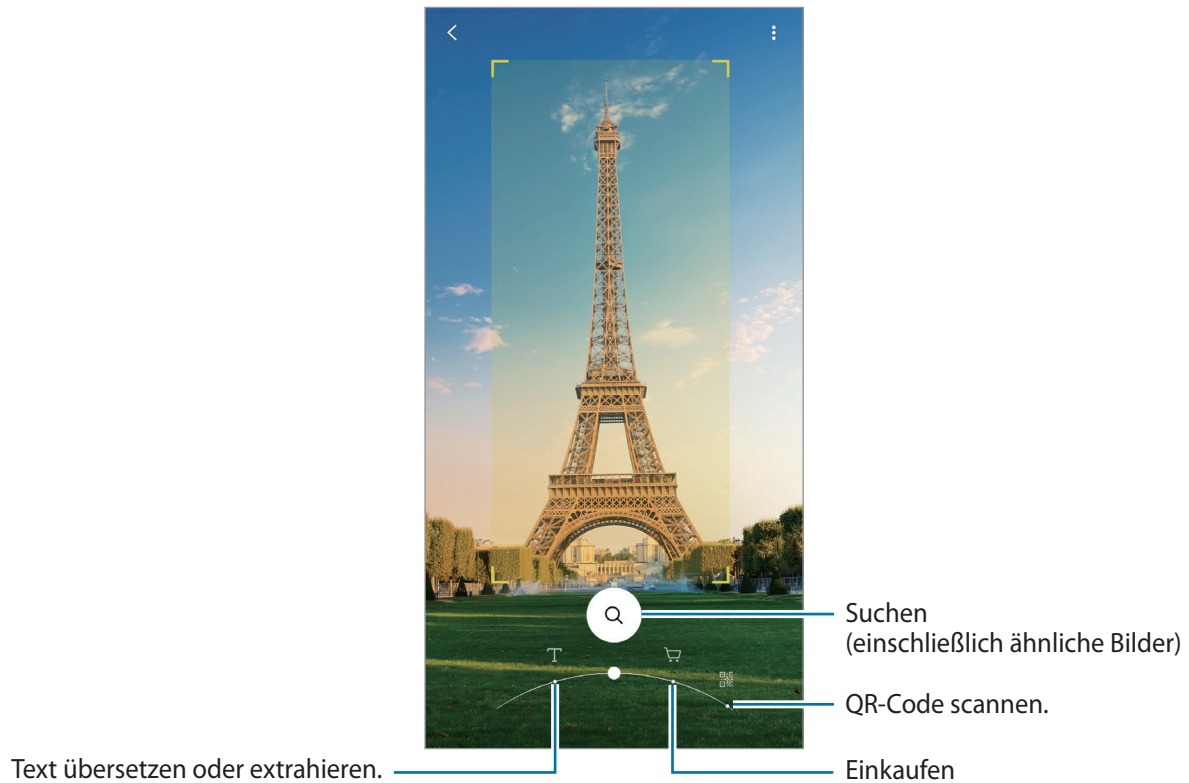 Suchen
(einschließlich ähnliche Bilder)
QR-Code scannen.
Text übersetzen oder extrahieren.
Einkaufen